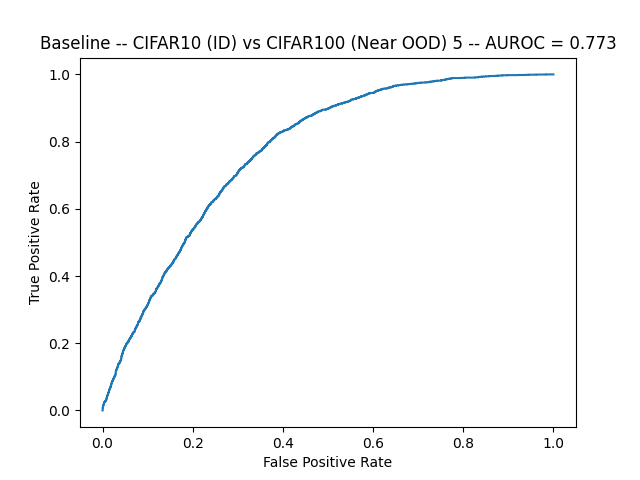 Baseline -- CIFAR10 (ID) vs CIFAR100 (Near OOD) 5 -- AUROC = 0.773
1.0
0.8
0.6
0.4
0.2
0.0
True Positive Rate
0.0 0.2 0.4 0.6 0.8 1.0
False Positive Rate